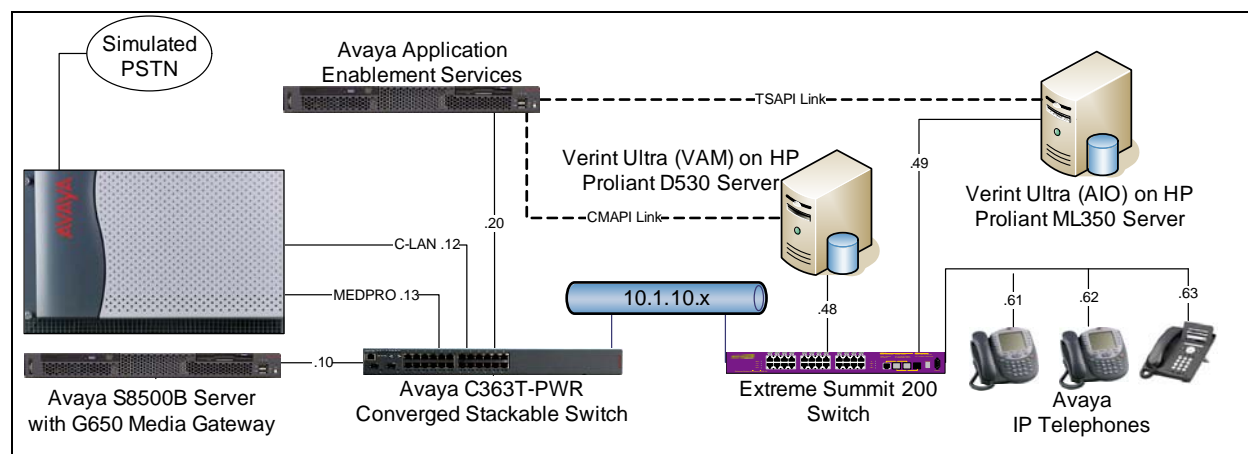 Simulated
PSTN
Avaya Application
Enablement Services
TSAPI Link
Verint Ultra (VAM) on HP
Proliant D530 Server
.49
Verint Ultra (AIO) on HP
Proliant ML350 Server
AVAYA
CMAPI Link
.20
C-LAN .12
MEDPRO .13
10.1.10.x
.48
.61
.62
.63
.10
Avaya S8500B Server
with G650 Media Gateway
Avaya C363T-PWR
Converged Stackable Switch
Extreme Summit 200
Switch
Avaya
IP Telephones